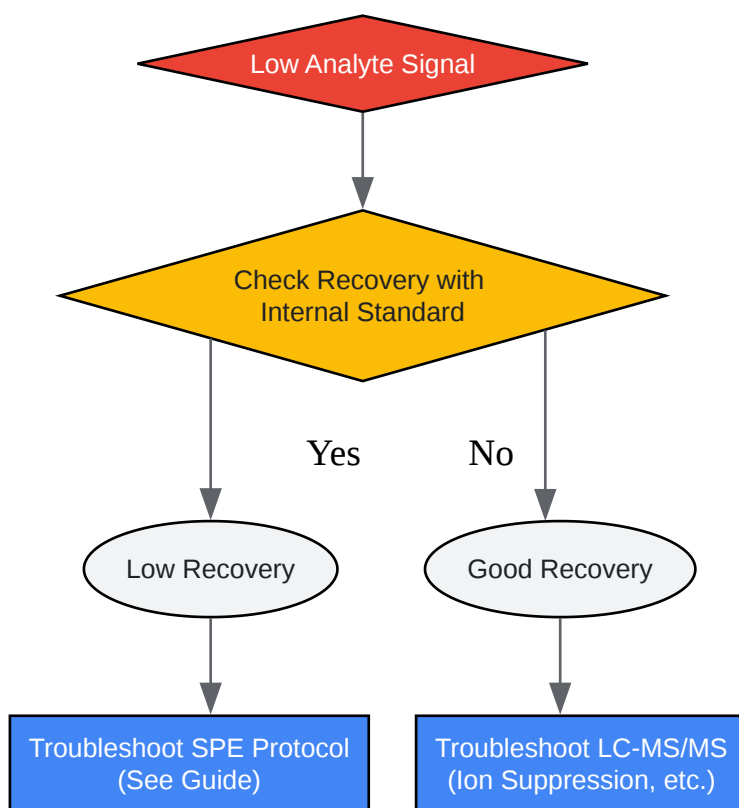 Low Analyte Signal
Check Recovery with
Internal Standard
Yes
No
Low Recovery
Good Recovery
Troubleshoot SPE Protocol
(See Guide)
Troubleshoot LC-MS/MS
(Ion Suppression, etc.)